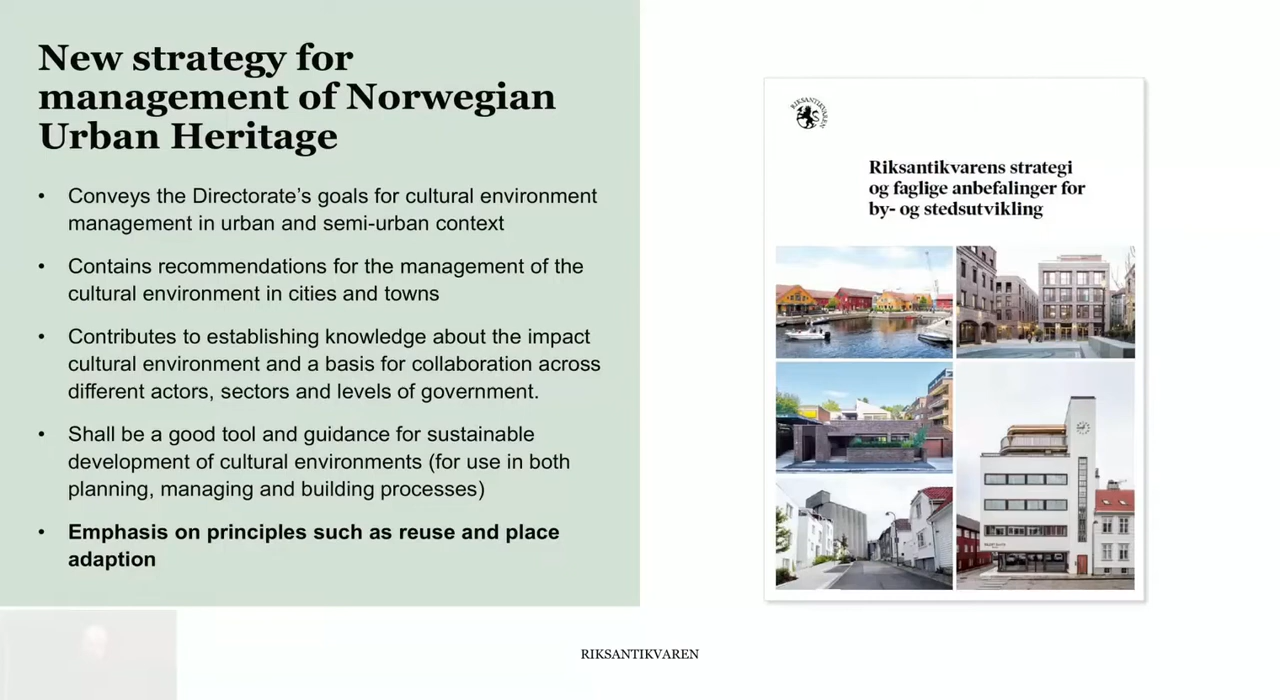 New strategy for
management of Norwegian
Urban Heritage
• Conveys the Directorate’s goals for cultural environment
management in urban and semi-urban context
• Contains recommendations for the management of the
cultural environment in cities and towns
• Contributes to establishing knowledge about the impact
cultural environment and a basis for collaboration across
different actors, sectors and levels of government.
• Shall be a good tool and guidance for sustainable
development of cultural environments (for use in both
planning, managing and building processes)
• Emphasis on principles such as reuse and place
adaption
RIKSANTIKVAREN
Riksantikvarens strategi
og faglige anbefalinger for
by- og stedsutvikling
RIKSANTIKVAREN